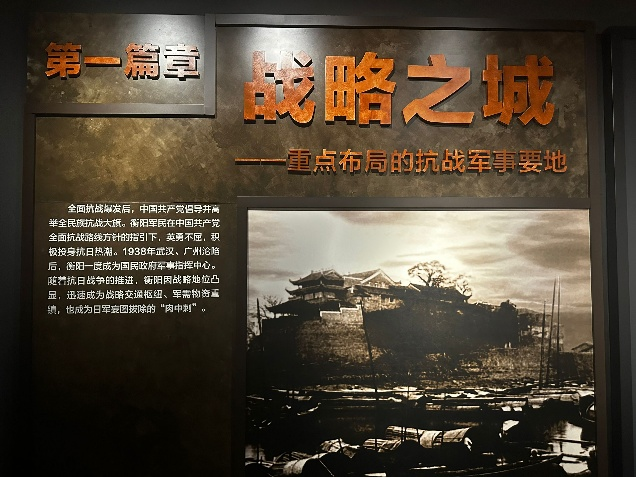 第一篇章
战略之城
——重点布局的抗战军事要地
全面抗战爆发后，中国共产党倡导并高
举全民族抗战大旗。衡阳军民在中国共产党
全面抗战路线方针的指引下，英勇不屈，积
极投身抗日热潮。1938年武汉、广州沦陷
后，衡阳一度成为国民政府军事指挥中心。
随着抗日战争的推进，衡阳因战略地位凸
显，迅速成为战略交通枢纽、军需物资重
镇，也成为日军妄图拔除的“肉中刺”。